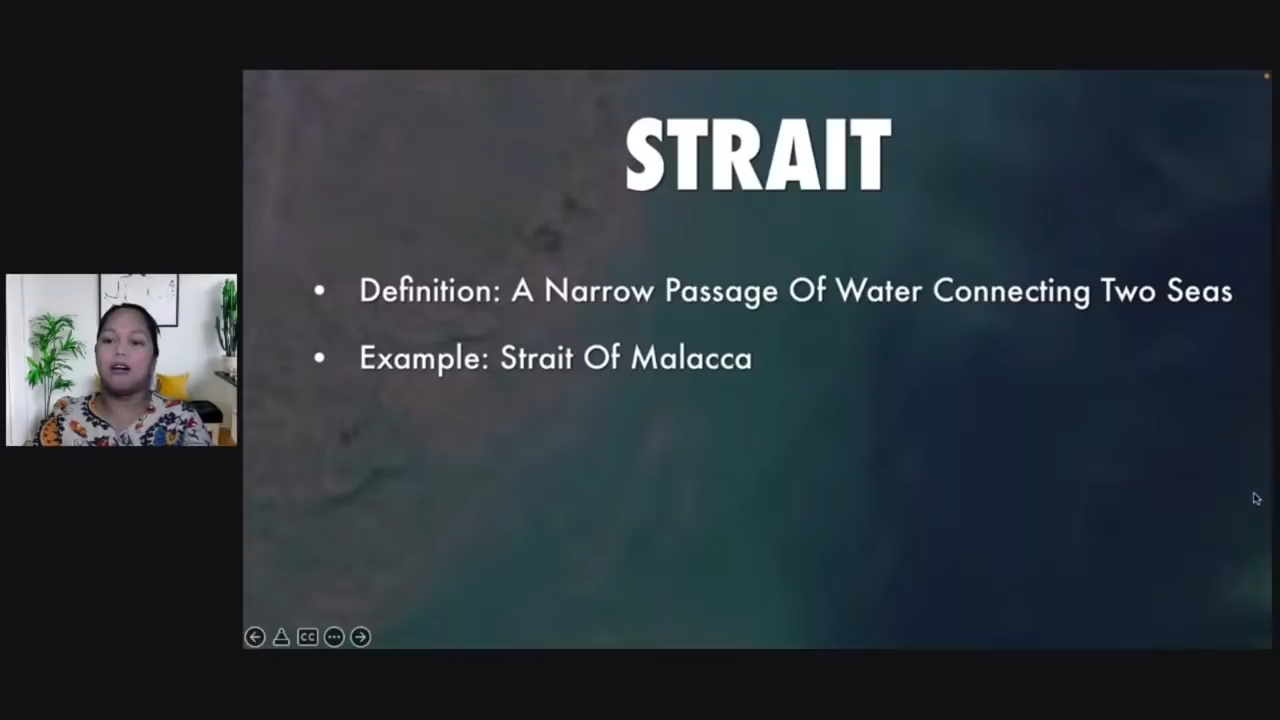 STRAIT
• Definition: A Narrow Passage Of Water Connecting Two Seas
• Example: Strait Of Malacca
CC